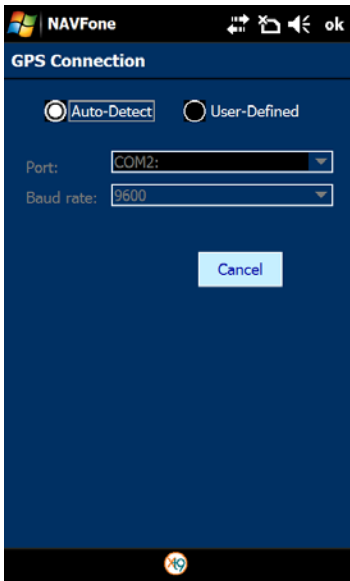 NAVFone ok
GPS Connection
Auto-Detect User-Defined
Port: COM2:
Baud rate: 9600
Cancel